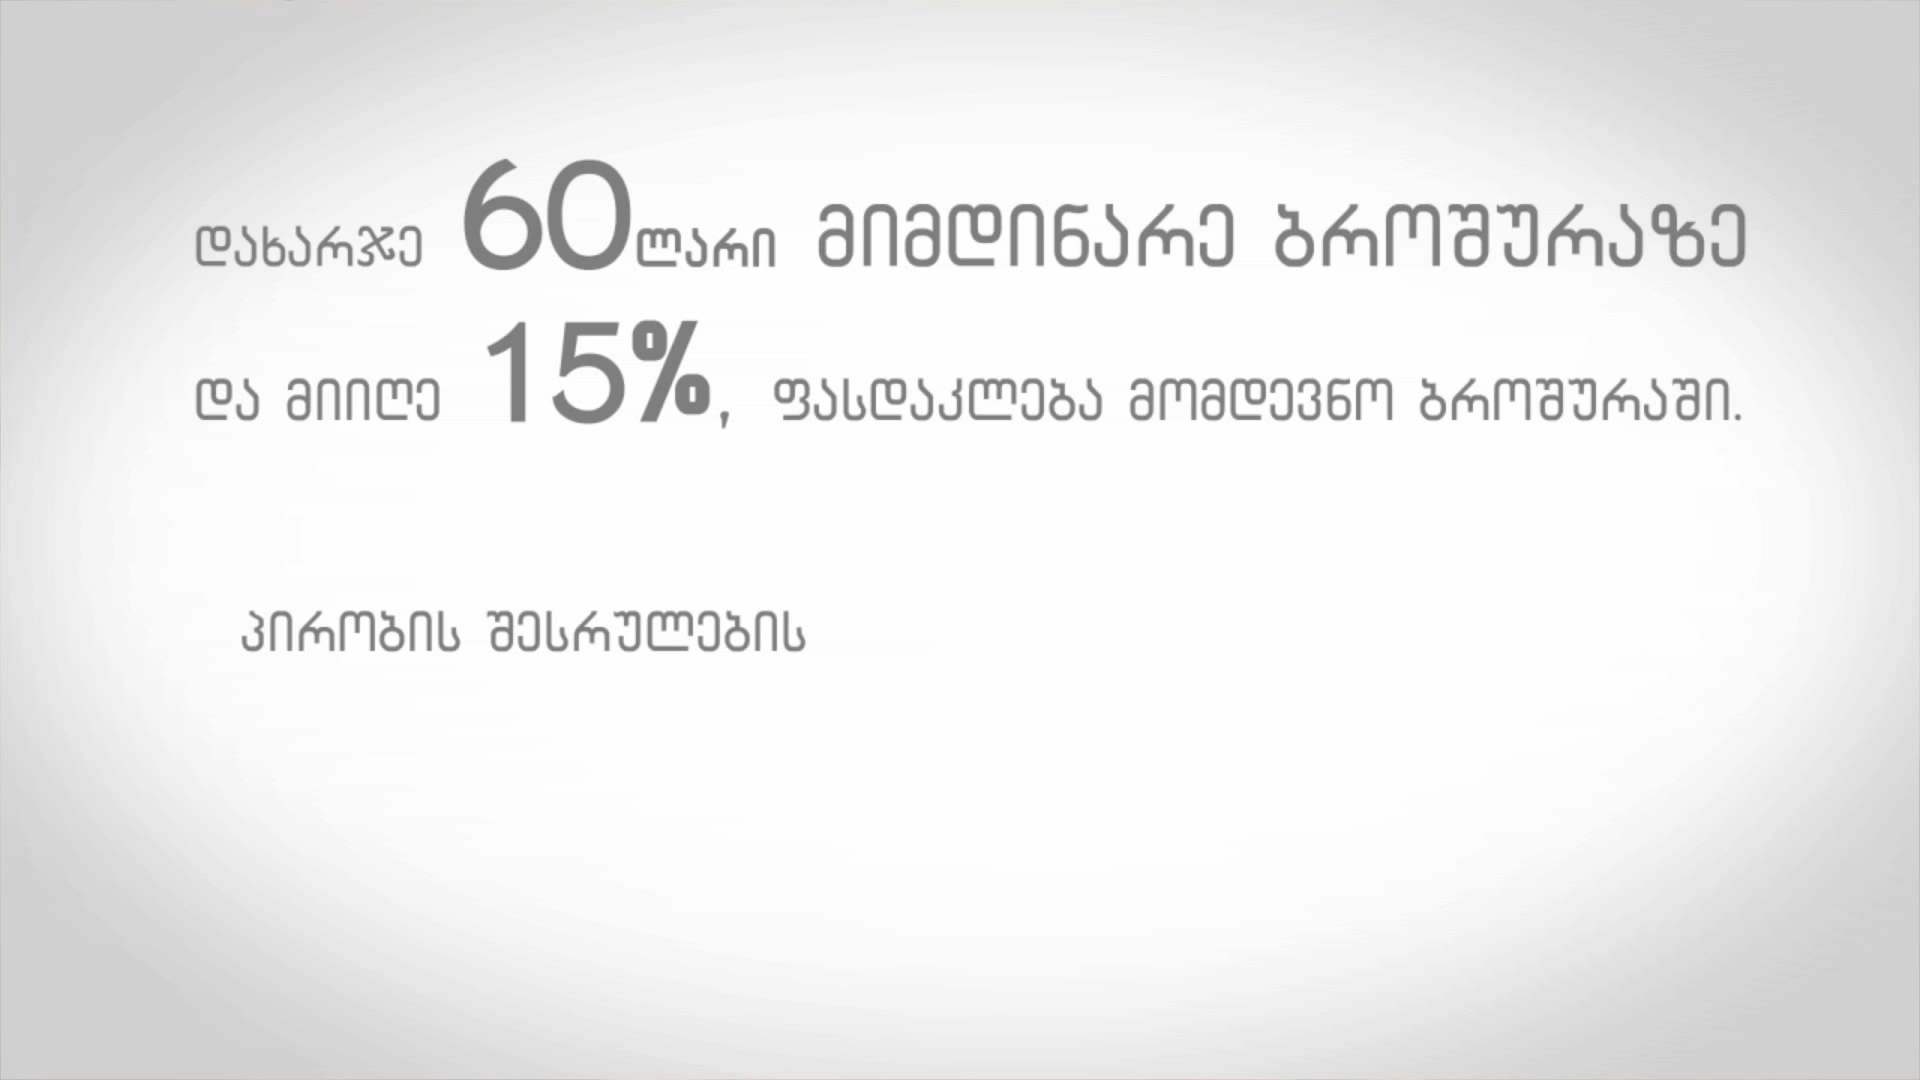 დახარჯე 60ლარი მიმდინარე ბროშურაზე
და მიიღე 15%, ფასდაკლება მომდევნო ბროშურაში.
პირობის შესრულების